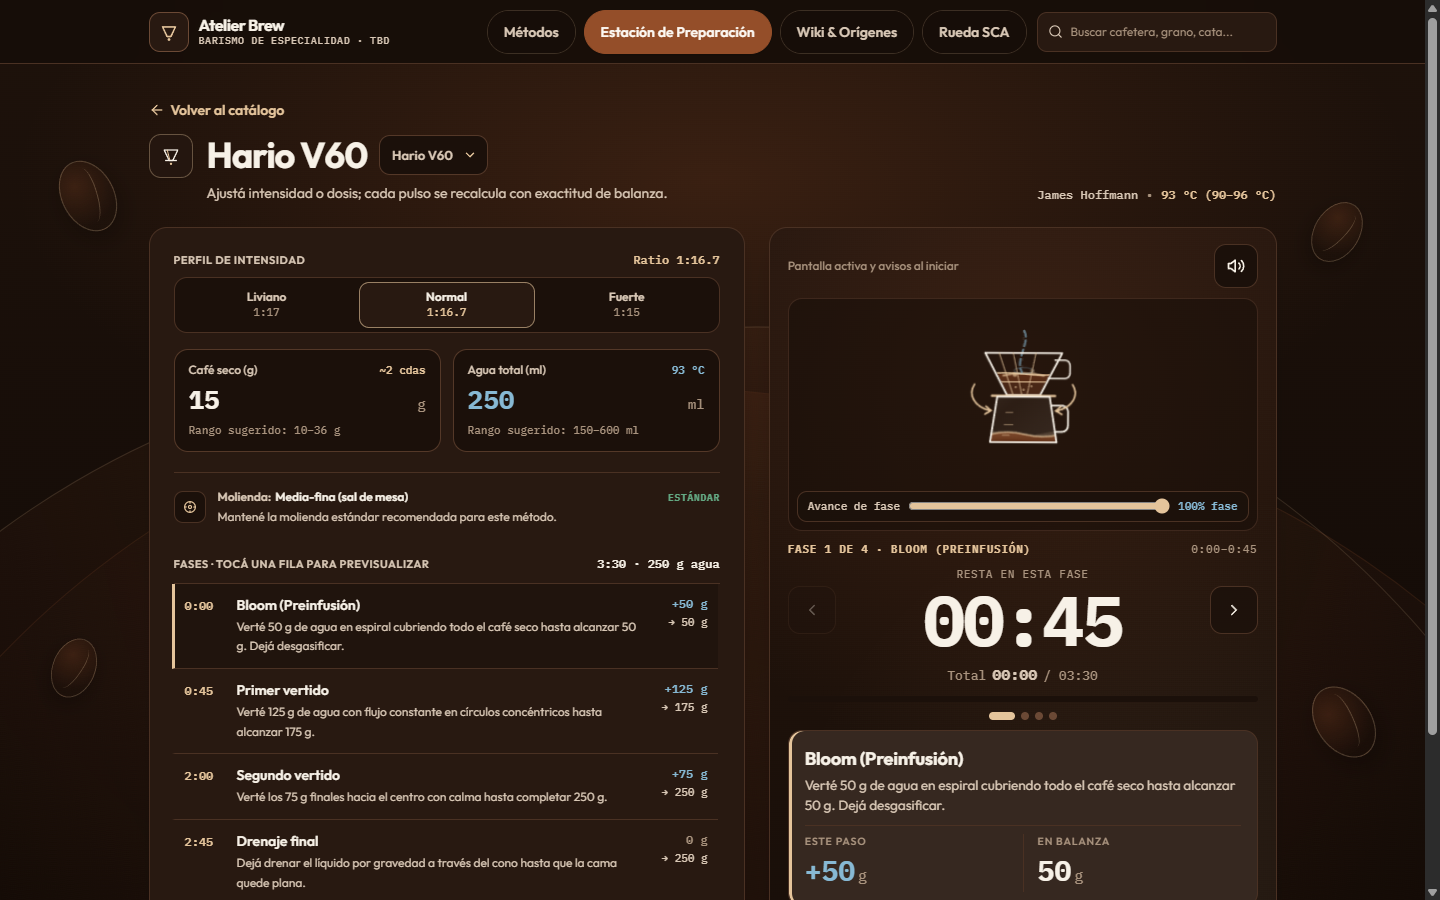 Atelier Brew
BARISMO DE ESPECIALIDAD · TBD
Métodos
Estación de Preparación
Wiki & Orígenes
Rueda SCA
Buscar cafetera, grano, cata...
← Volver al catálogo
Hario V60
Hario V60
Ajustá intensidad o dosis; cada pulso se recalcula con exactitud de balanza.
James Hoffmann • 93 °C (90–96 °C)
PERFIL DE INTENSIDAD
Ratio 1:16.7
Liviano
1:17
Normal
1:16.7
Fuerte
1:15
Café seco (g)
~2 cdas
15
g
Rango sugerido: 10–36 g
Agua total (ml)
93 °C
250
ml
Rango sugerido: 150–600 ml
Molienda: Media-fina (sal de mesa)
ESTÁNDAR
Mantené la molienda estándar recomendada para este método.
FASES · TOCÁ UNA FILA PARA PREVISUALIZAR
3:30 · 250 g agua
0:00
Bloom (Preinfusión)
Verté 50 g de agua en espiral cubriendo todo el café seco hasta alcanzar 50
g. Dejá desgasificar.
+50 g
→ 50 g
0:45
Primer vertido
Verté 125 g de agua con flujo constante en círculos concéntricos hasta
alcanzar 175 g.
+125 g
→ 175 g
2:00
Segundo vertido
Verté los 75 g finales hacia el centro con calma hasta completar 250 g.
+75 g
→ 250 g
2:45
Drenaje final
Dejá drenar el líquido por gravedad a través del cono hasta que la cama
quede plana.
0 g
→ 250 g
Pantalla activa y avisos al iniciar
Avance de fase
100% fase
FASE 1 DE 4 · BLOOM (PREINFUSIÓN)
0:00–0:45
RESTA EN ESTA FASE
00:45
Total 00:00 / 03:30
Bloom (Preinfusión)
Verté 50 g de agua en espiral cubriendo todo el café seco hasta alcanzar
50 g. Dejá desgasificar.
ESTE PASO
+50 g
EN BALANZA
50 g